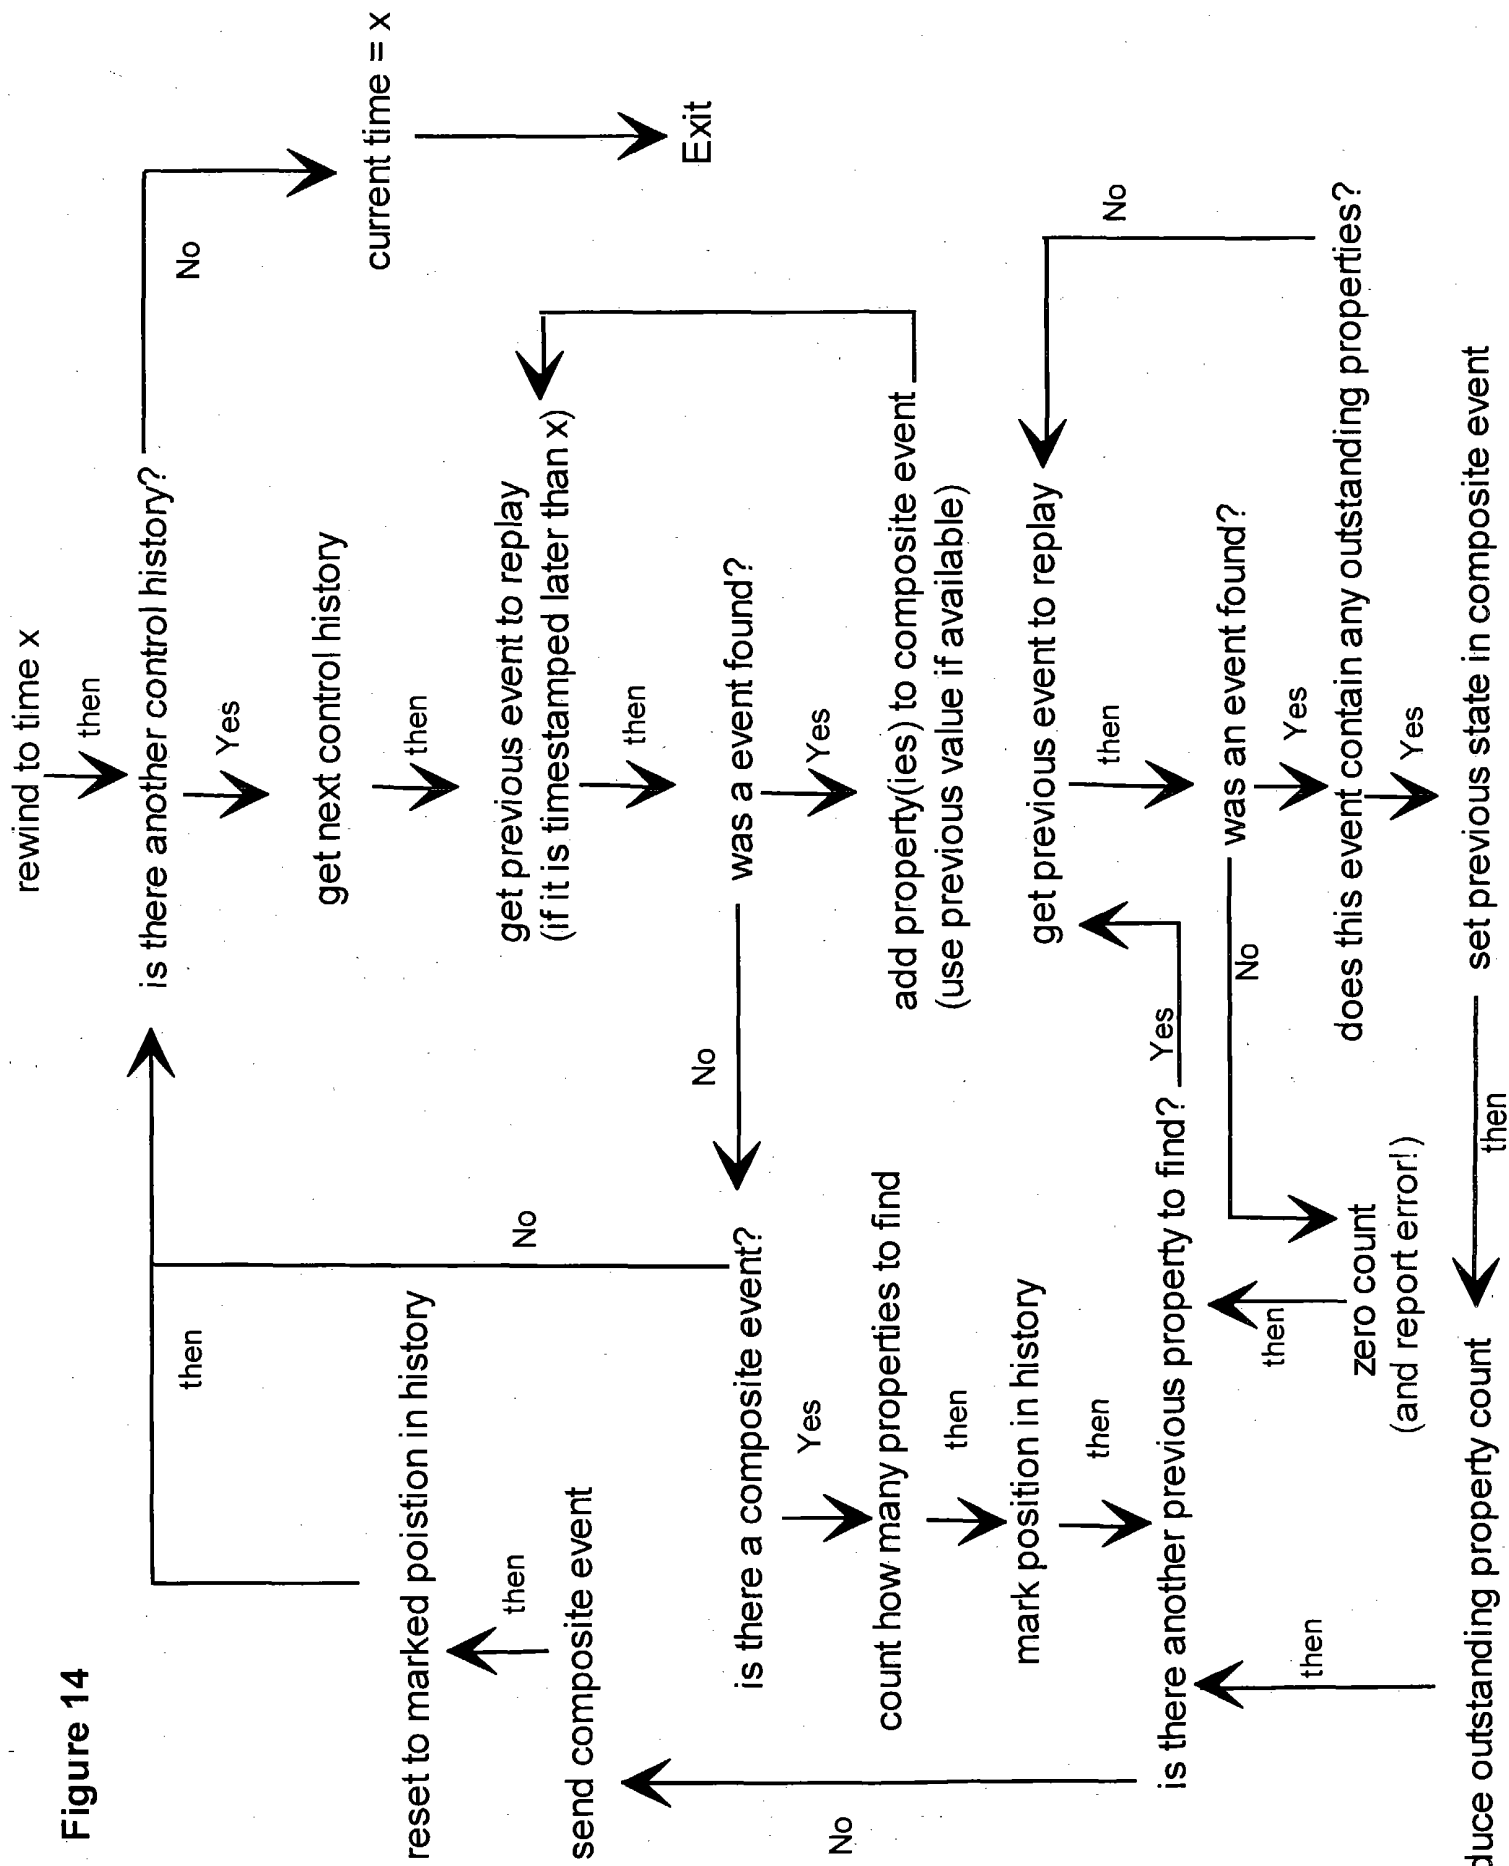 Figure 14
rewind to time x
then
is there another control history?
No
Yes
current time = x
Exit
get next control history
then
get previous event to replay
(if it is timestamped later than x)
then
was a event found?
No
Yes
add property(ies) to composite event
(use previous value if available)
is there a composite event?
No
Yes
count how many properties to find
then
mark position in history
then
is there another previous property to find?
Yes
No
get previous event to replay
then
was an event found?
No
Yes
zero count
(and report error!)
then
does this event contain any outstanding properties?
No
Yes
set previous state in composite event
then
duce outstanding property count
then
send composite event
then
reset to marked poistion in history
then